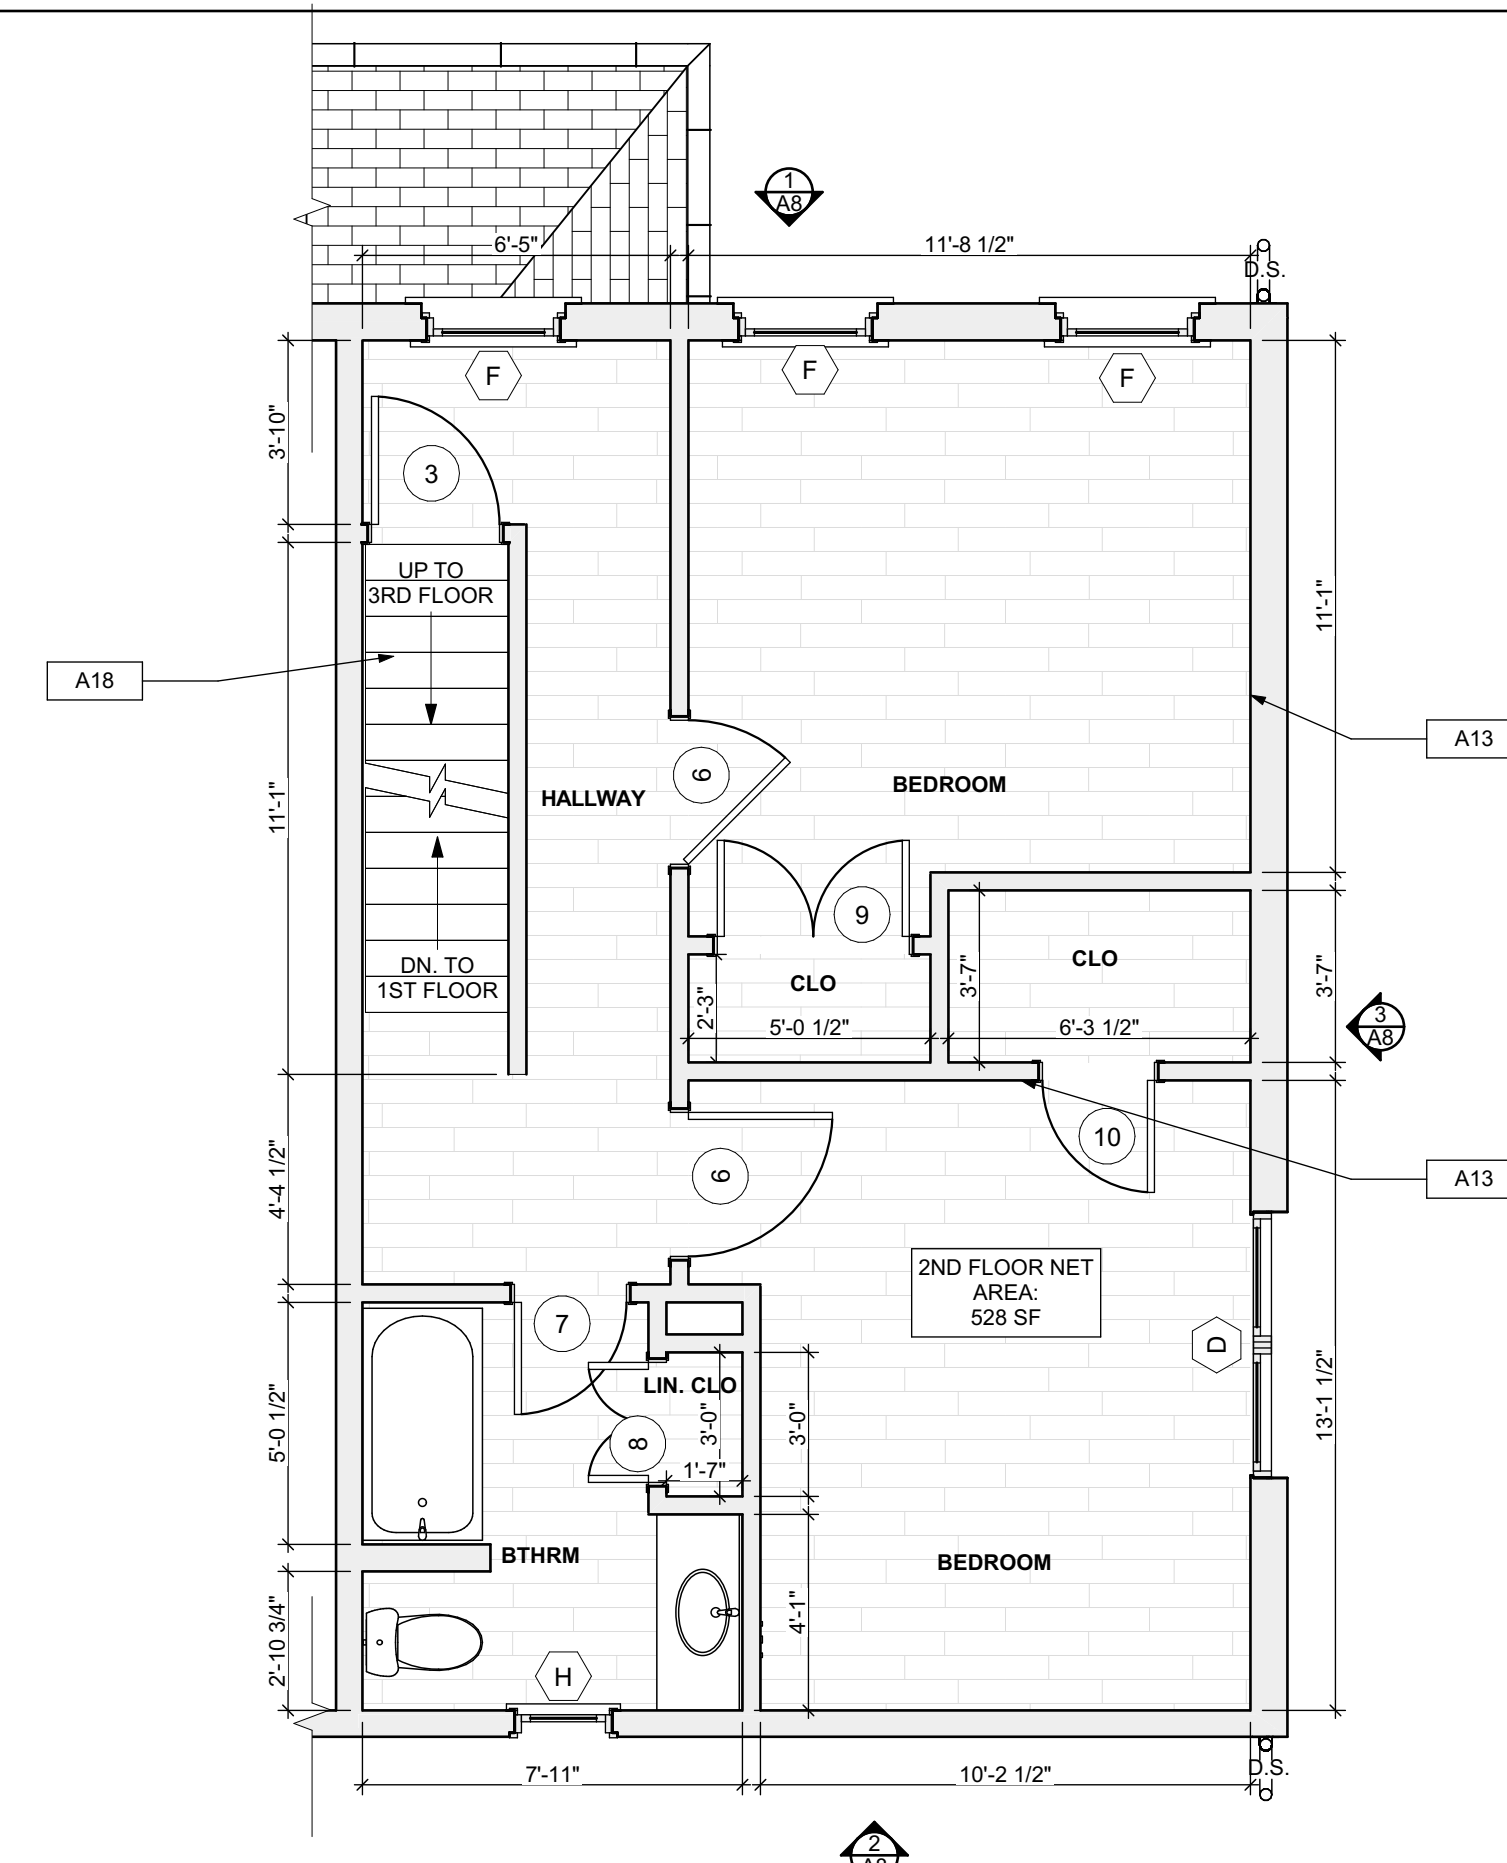 1
A8
6'-5"
11'-8 1/2"
D.S.
F
F
F
3'-10"
3
UP TO
3RD FLOOR
11'-1"
A18
A13
6
HALLWAY
BEDROOM
11'-1"
9
CLO
CLO
3'-7"
3'-7"
DN. TO
1ST FLOOR
2'-3"
5'-0 1/2"
6'-3 1/2"
3
A8
10
4'-4 1/2"
6
A13
2ND FLOOR NET
AREA:
528 SF
7
D
LIN. CLO
5'-0 1/2"
8
3'-0"
3'-0"
13'-1 1/2"
1'-7"
BTHRM
BEDROOM
4'-1"
2'-10 3/4"
H
7'-11"
10'-2 1/2"
D.S.
2
A8